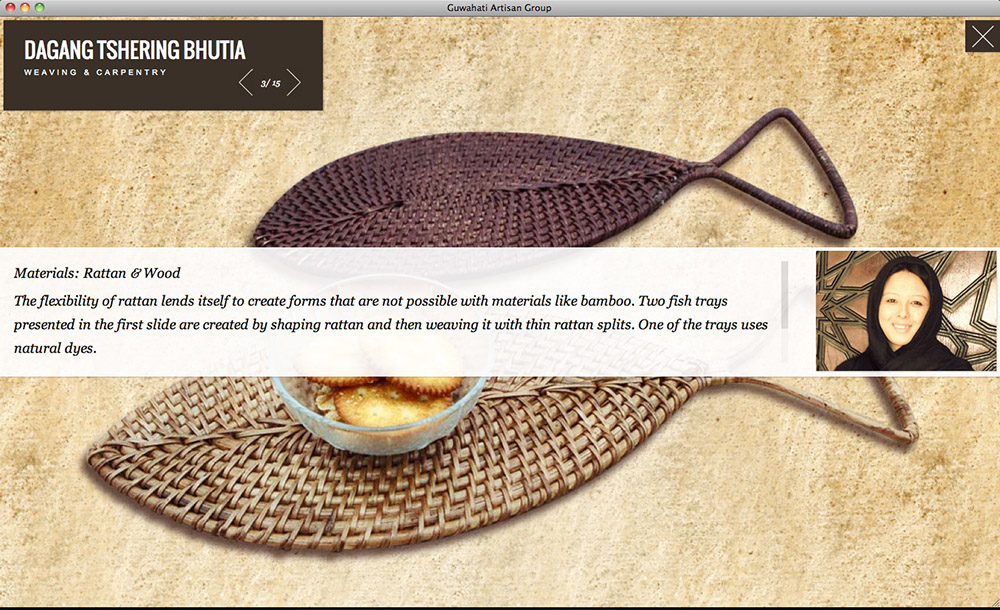 Guwahati Artisan Group
DAGANG TSHERING BHUTIA
WEAVING & CARPENTRY
3/ 15
Materials: Rattan & Wood
The flexibility of rattan lends itself to create forms that are not possible with materials like bamboo. Two fish trays
presented in the first slide are created by shaping rattan and then weaving it with thin rattan splits. One of the trays uses
natural dyes.